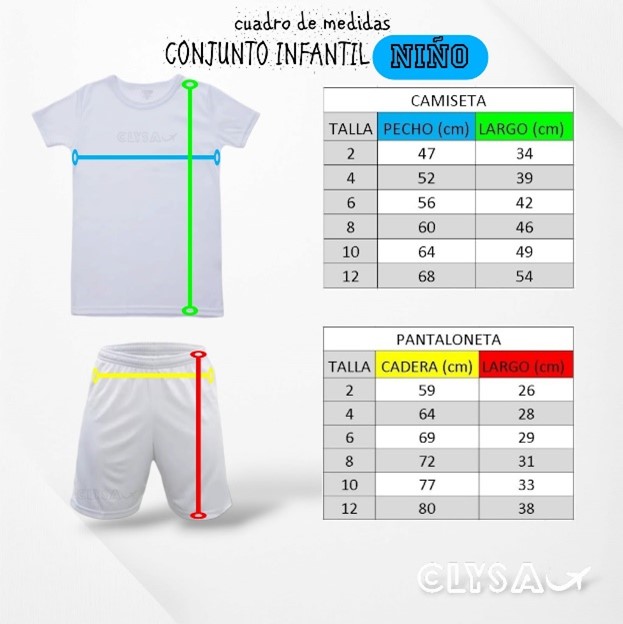 cuadro de medidas
CONJUNTO INFANTIL NIÑO
CLYSA
CAMISETA
TALLA PECHO (cm) LARGO (cm)
2 47 34
4 52 39
6 56 42
8 60 46
10 64 49
12 68 54
PANTALONETA
TALLA CADERA (cm) LARGO (cm)
2 59 26
4 64 28
6 69 29
8 72 31
10 77 33
12 80 38
CLYSA
CLYSA